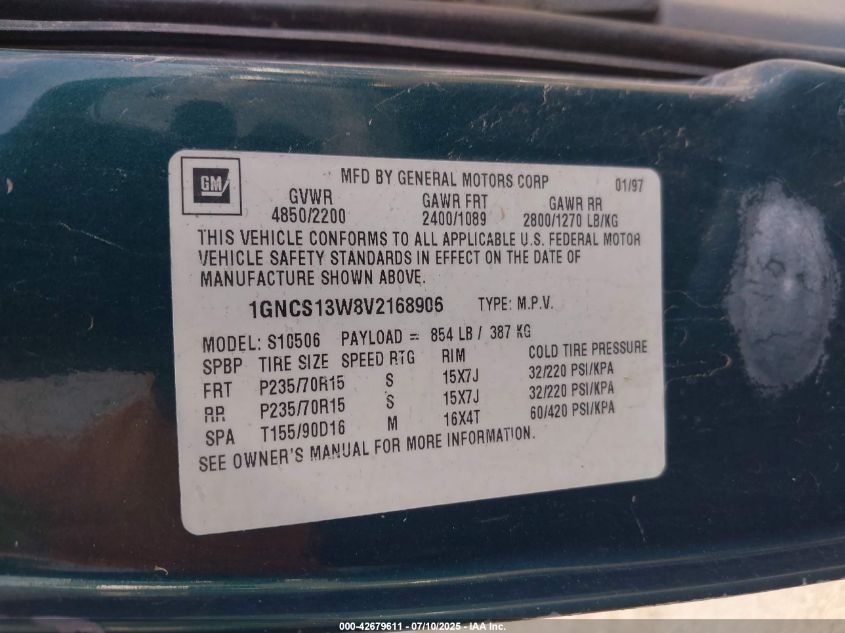 GM
MFD BY GENERAL MOTORS CORP 01/97
GVWR GAWR FRT GAWR RR
4850/2200 2400/1089 2800/1270 LB/KG
THIS VEHICLE CONFORMS TO ALL APPLICABLE U.S. FEDERAL MOTOR
VEHICLE SAFETY STANDARDS IN EFFECT ON THE DATE OF
MANUFACTURE SHOWN ABOVE.
1GNCS13W8V2168906 TYPE: M.P.V.
MODEL: S10506 PAYLOAD = 854 LB / 387 KG
SPBP TIRE SIZE SPEED RTG RIM COLD TIRE PRESSURE
FRT P235/70R15 S 15X7J 32/220 PSI/KPA
RR P235/70R15 S 15X7J 32/220 PSI/KPA
SPA T155/90D16 M 16X4T 60/420 PSI/KPA
SEE OWNER'S MANUAL FOR MORE INFORMATION.
000-42679611 - 07/10/2025 - IAA Inc.